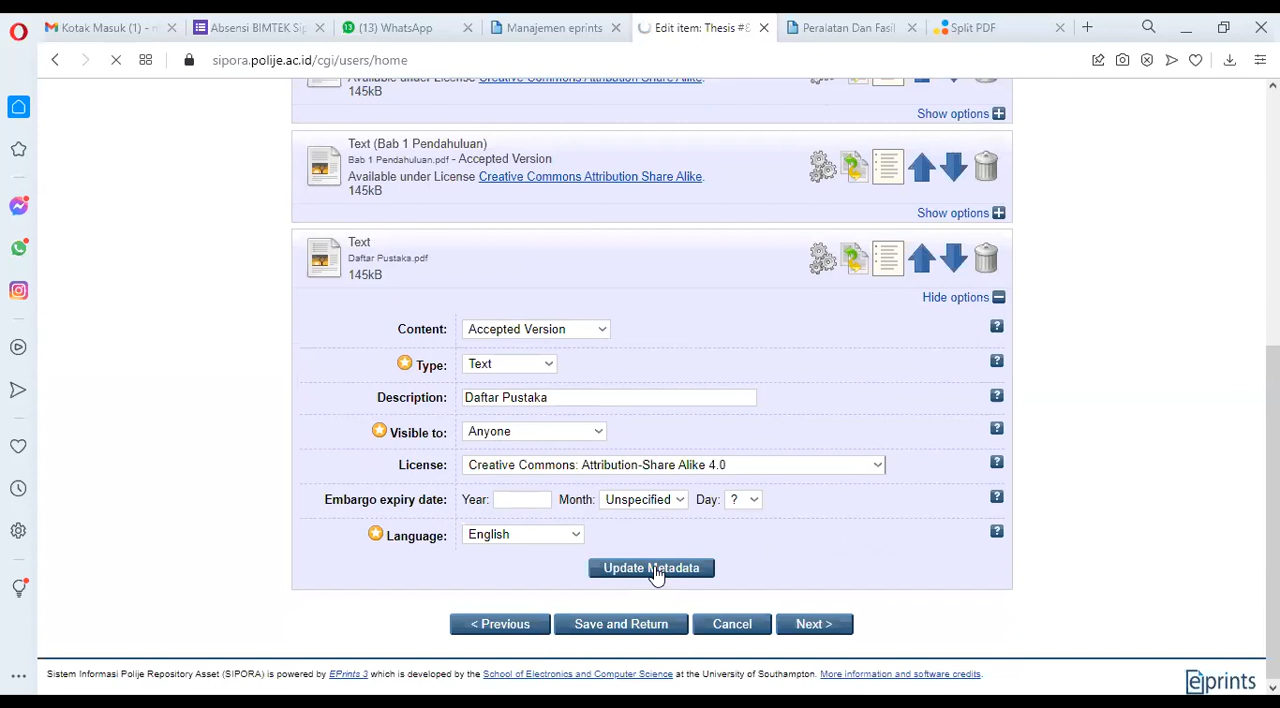 Kotak Masuk (1) - n
Absensi BIMTEK Sip
(13) WhatsApp
Manajemen eprints
Edit item: Thesis #8
Peralatan Dan Fasil
Split PDF
sipora.polije.ac.id/cgi/users/home
Available under License Creative Commons Attribution Share Alike.
145kB
Show options
Text (Bab 1 Pendahuluan)
Bab 1 Pendahuluan.pdf - Accepted Version
Available under License Creative Commons Attribution Share Alike.
145kB
Show options
Text
Daftar Pustaka.pdf
145kB
Hide options
Content: Accepted Version
Type: Text
Description: Daftar Pustaka
Visible to: Anyone
License: Creative Commons: Attribution-Share Alike 4.0
Embargo expiry date: Year: Month: Unspecified Day: ?
Language: English
Update Metadata
< Previous Save and Return Cancel Next >
Sistem Informasi Polije Repository Asset (SIPORA) is powered by EPrints 3 which is developed by the School of Electronics and Computer Science at the University of Southampton. More information and software credits.
eprints